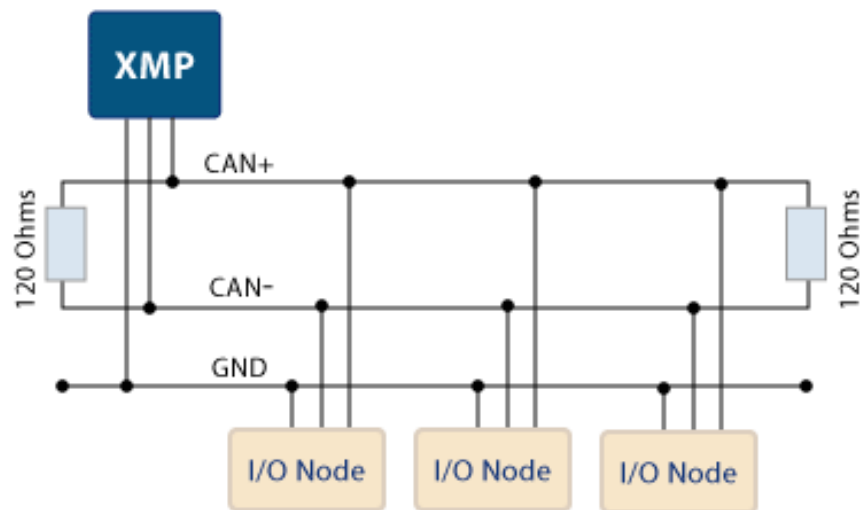 XMP
CAN+
120 Ohms
120 Ohms
CAN-
GND
I/O Node
I/O Node
I/O Node